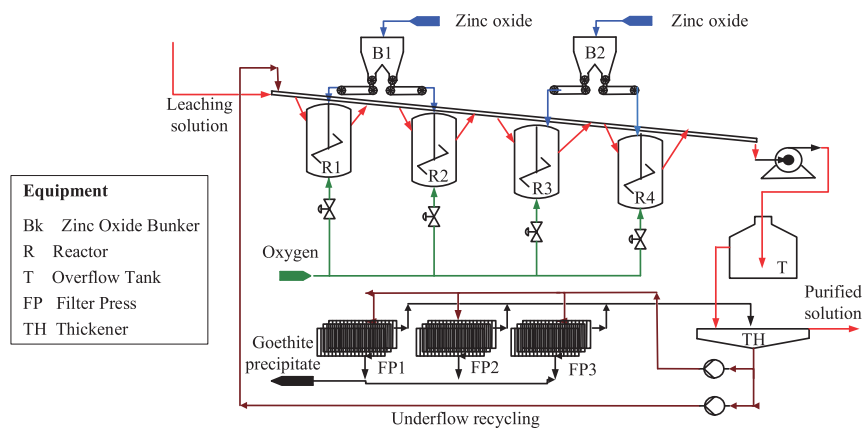 Zinc oxide
Zinc oxide
B1
B2
Leaching
solution
R1
R2
R3
R4
Equipment
Bk Zinc Oxide Bunker
R Reactor
T Overflow Tank
FP Filter Press
TH Thickener
Oxygen
T
Purified
solution
TH
Goethite
precipitate
FP1
FP2
FP3
Underflow recycling